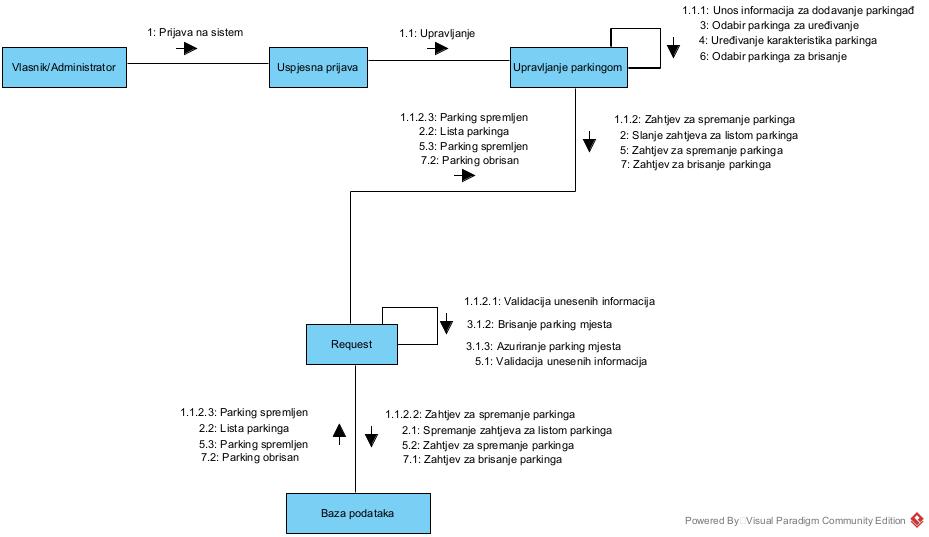 1: Prijava na sistem
1.1: Upravljanje
1.1.1: Unos informacija za dodavanje parkingađ
3: Odabir parkinga za uređivanje
4: Uređivanje karakteristika parkinga
6: Odabir parkinga za brisanje
Vlasnik/Administrator
Uspjesna prijava
Upravljanje parkingom
1.1.2.3: Parking spremljen
2.2: Lista parkinga
5.3: Parking spremljen
7.2: Parking obrisan
1.1.2: Zahtjev za spremanje parkinga
2: Slanje zahtjeva za listom parkinga
5: Zahtjev za spremanje parkinga
7: Zahtjev za brisanje parkinga
1.1.2.1: Validacija unesenih informacija
3.1.2: Brisanje parking mjesta
3.1.3: Azuriranje parking mjesta
5.1: Validacija unesenih informacija
Request
1.1.2.3: Parking spremljen
2.2: Lista parkinga
5.3: Parking spremljen
7.2: Parking obrisan
1.1.2.2: Zahtjev za spremanje parkinga
2.1: Spremanje zahtjeva za listom parkinga
5.2: Zahtjev za spremanje parkinga
7.1: Zahtjev za brisanje parkinga
Baza podataka
Powered By Visual Paradigm Community Edition